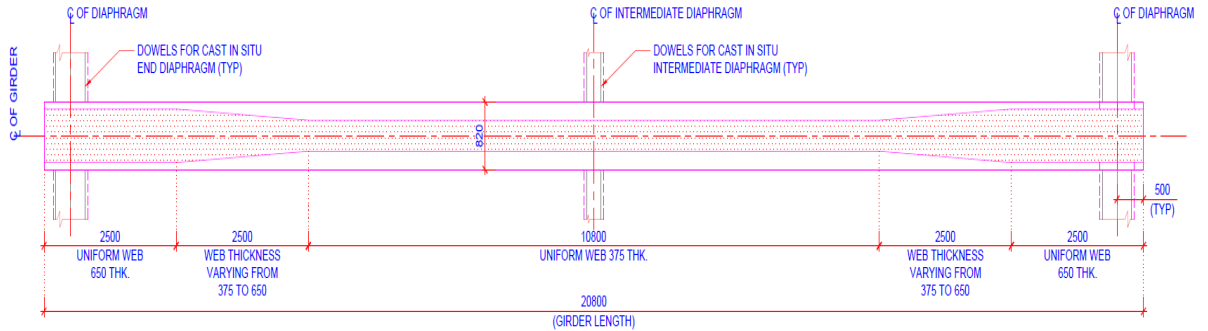 ℄ OF DIAPHRAGM
℄ OF INTERMEDIATE DIAPHRAGM
℄ OF DIAPHRAGM
℄ OF GIRDER
DOWELS FOR CAST IN SITU
END DIAPHRAGM (TYP)
DOWELS FOR CAST IN SITU
INTERMEDIATE DIAPHRAGM (TYP)
820
500
(TYP)
2500
UNIFORM WEB
650 THK.
2500
WEB THICKNESS
VARYING FROM
375 TO 650
10800
UNIFORM WEB 375 THK.
2500
WEB THICKNESS
VARYING FROM
375 TO 650
2500
UNIFORM WEB
650 THK.
20800
(GIRDER LENGTH)